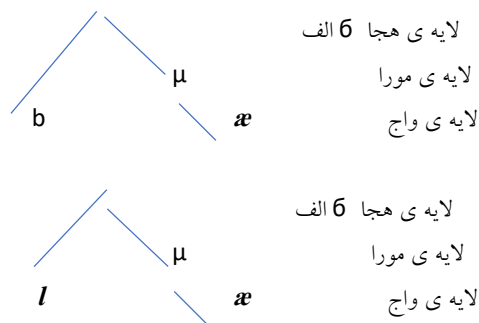 لایه ی هجا б الف
لایه ی مورا
μ
لایه ی واج
æ
b
لایه ی هجا б الف
لایه ی مورا
μ
لایه ی واج
æ
l